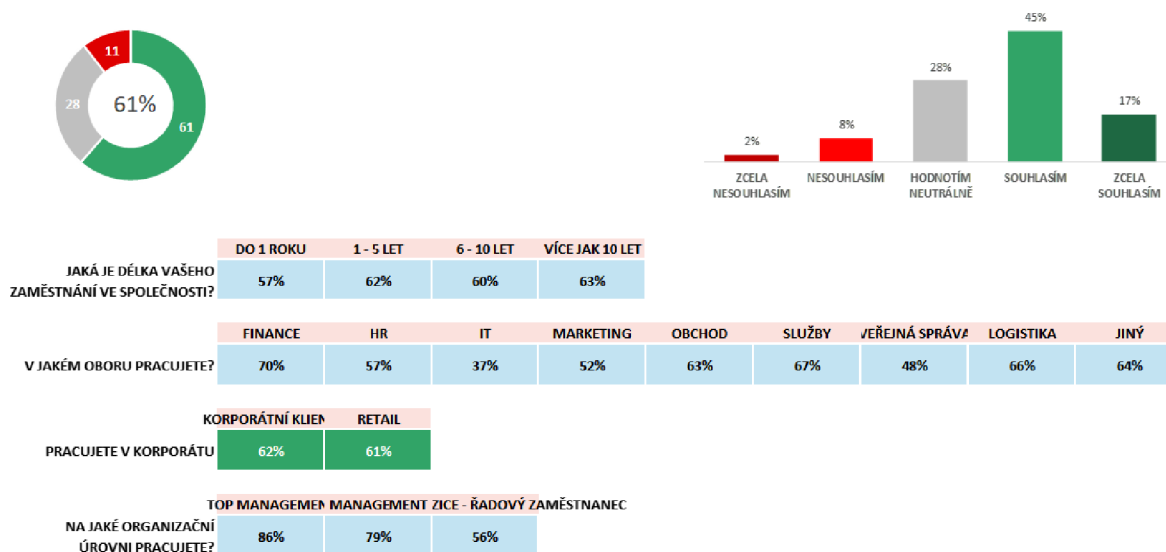 11
28
61%
61
45%
28%
17%
8%
2%
ZCELA NESOUHLASÍM
NESOUHLASÍM
HODNOTÍM NEUTRÁLNĚ
SOUHLASÍM
ZCELA SOUHLASÍM
DO 1 ROKU 1 - 5 LET 6 - 10 LET VÍCE JAK 10 LET
JAKÁ JE DÉLKA VAŠEHO
ZAMĚSTNÁNÍ VE SPOLEČNOSTI?
57% 62% 60% 63%
FINANCE HR IT MARKETING OBCHOD SLUŽBY VEŘEJNÁ SPRÁVA LOGISTIKA JINÝ
V JAKÉM OBORU PRACUJETE? 70% 57% 37% 52% 63% 67% 48% 66% 64%
KORPORÁTNÍ KLIEN RETAIL
PRACUJETE V KORPORÁTU 62% 61%
TOP MANAGEMEN MANAGEMENT ZICE - ŘADOVÝ ZAMĚSTNANEC
NA JAKÉ ORGANIZAČNÍ
ÚROVNI PRACUJETE?
86% 79% 56%